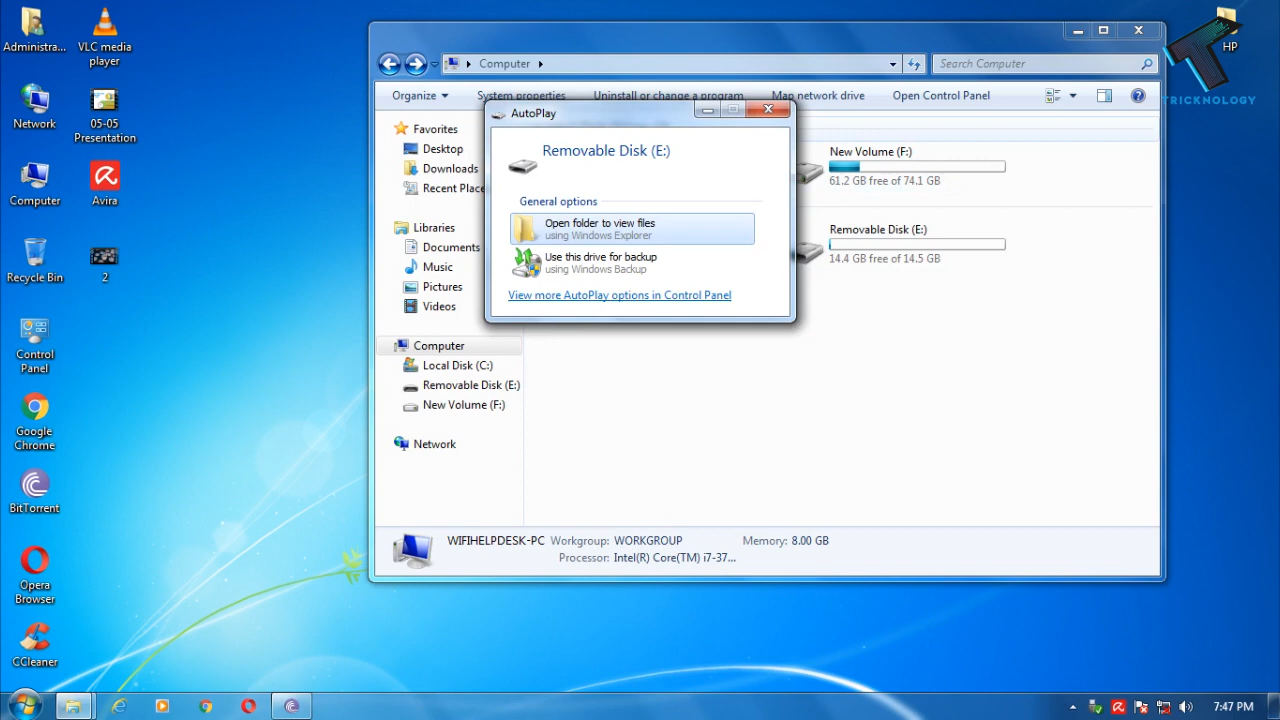 Administra...
VLC media
player
Network
05-05
Presentation
Computer
Avira
Recycle Bin
2
Control
Panel
Google
Chrome
BitTorrent
Opera
Browser
CCleaner
HP
TRICKNOLOGY
Computer
Search Computer
Organize
System properties
Uninstall or change a program
Map network drive
Open Control Panel
Favorites
Desktop
Downloads
Recent Place
Libraries
Documents
Music
Pictures
Videos
Computer
Local Disk (C:)
Removable Disk (E:)
New Volume (F:)
Network
AutoPlay
Removable Disk (E:)
General options
Open folder to view files
using Windows Explorer
Use this drive for backup
using Windows Backup
View more AutoPlay options in Control Panel
New Volume (F:)
61.2 GB free of 74.1 GB
Removable Disk (E:)
14.4 GB free of 14.5 GB
WIFIHELPDESK-PC Workgroup: WORKGROUP Memory: 8.00 GB
Processor: Intel(R) Core(TM) i7-37...
7:47 PM